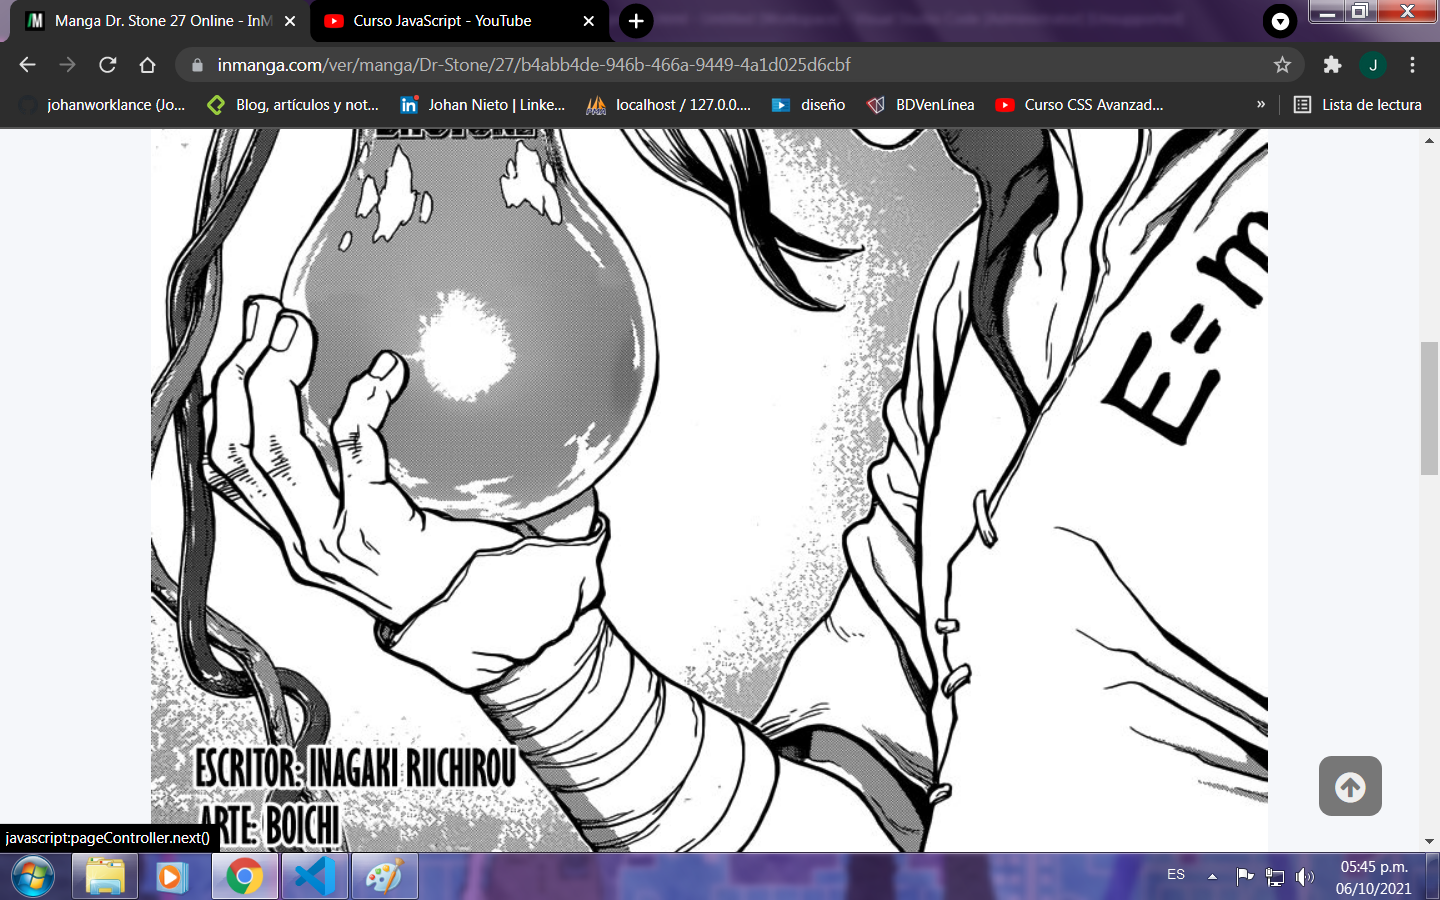 Manga Dr. Stone 27 Online - InM
Curso JavaScript - YouTube
inmanga.com/ver/manga/Dr-Stone/27/b4abb4de-946b-466a-9449-4a1d025d6cbf
J
johanworklance (Jo...
Blog, artículos y not...
Johan Nieto | Linke...
localhost / 127.0.0....
diseño
BDVenLínea
Curso CSS Avanzad...
»
Lista de lectura
E=m
ESCRITOR: INAGAKI RIICHIROU
ARTE: BOICHI
javascript:pageController.next()
ES
05:45 p.m.
06/10/2021